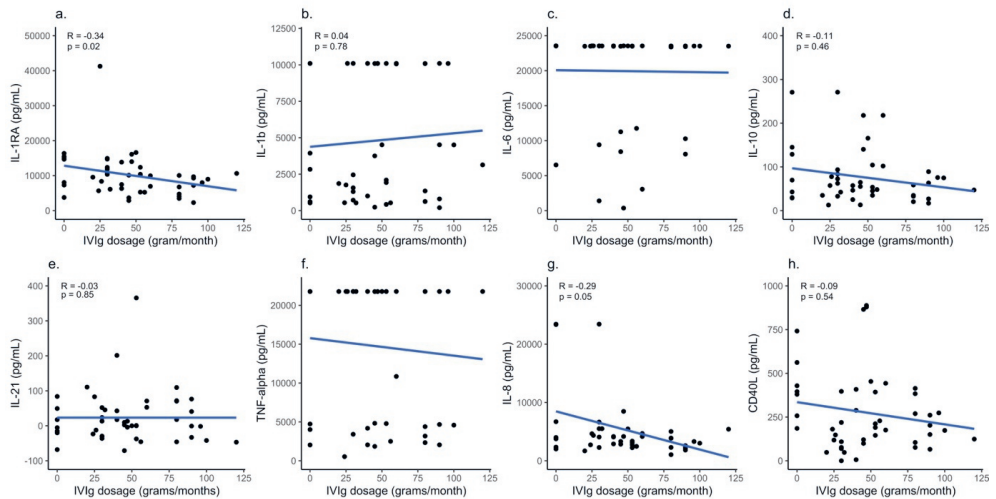 a.
R = -0.34
p = 0.02
50000
40000
30000
20000
10000
0
IL-1RA (pg/mL)
0 25 50 75 100 125
IVIg dosage (grams/month)
b.
R = 0.04
p = 0.78
12500
10000
7500
5000
2500
0
IL-1b (pg/mL)
0 25 50 75 100 125
IVIg dosage (grams/month)
c.
25000
20000
15000
10000
5000
0
IL-6 (pg/mL)
0 25 50 75 100 125
IVIg dosage (grams/month)
d.
R = -0.11
p = 0.46
400
300
200
100
0
IL-10 (pg/mL)
0 25 50 75 100 125
IVIg dosage (grams/month)
e.
R = -0.03
p = 0.85
400
300
200
100
0
-100
IL-21 (pg/mL)
0 25 50 75 100 125
IVIg dosage (grams/months)
f.
20000
15000
10000
5000
0
TNF-alpha (pg/mL)
0 25 50 75 100 125
IVIg dosage (grams/month)
g.
R = -0.29
p = 0.05
30000
20000
10000
0
IL-8 (pg/mL)
0 25 50 75 100 125
IVIg dosage (grams/month)
h.
R = -0.09
p = 0.54
1000
750
500
250
0
CD40L (pg/mL)
0 25 50 75 100 125
IVIg dosage (grams/month)